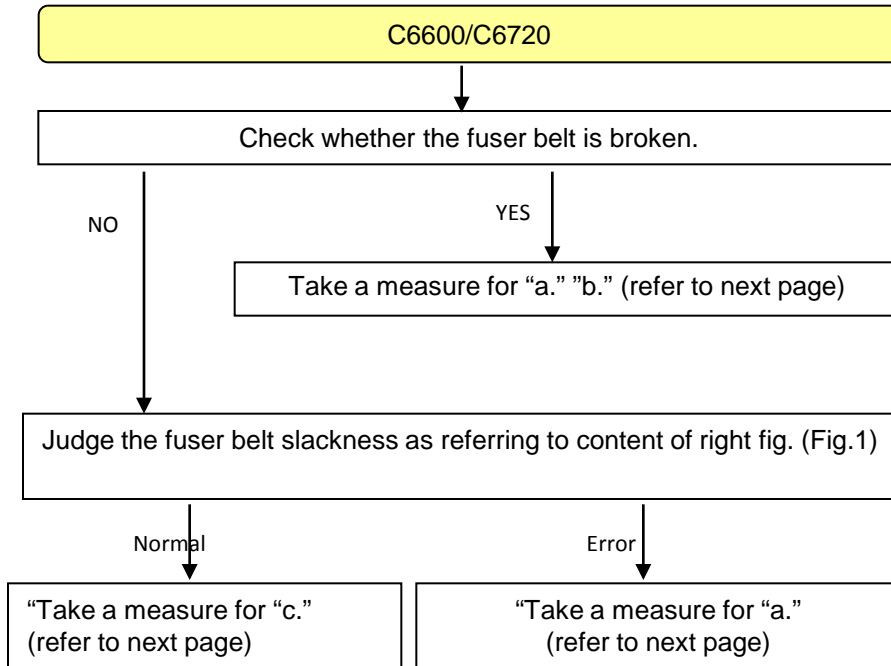 C6600/C6720
Check whether the fuser belt is broken.
NO
YES
Take a measure for “a.” ”b.” (refer to next page)
Judge the fuser belt slackness as referring to content of right fig. (Fig.1)
Normal
Error
“Take a measure for “c.”
(refer to next page)
“Take a measure for “a.”
(refer to next page)